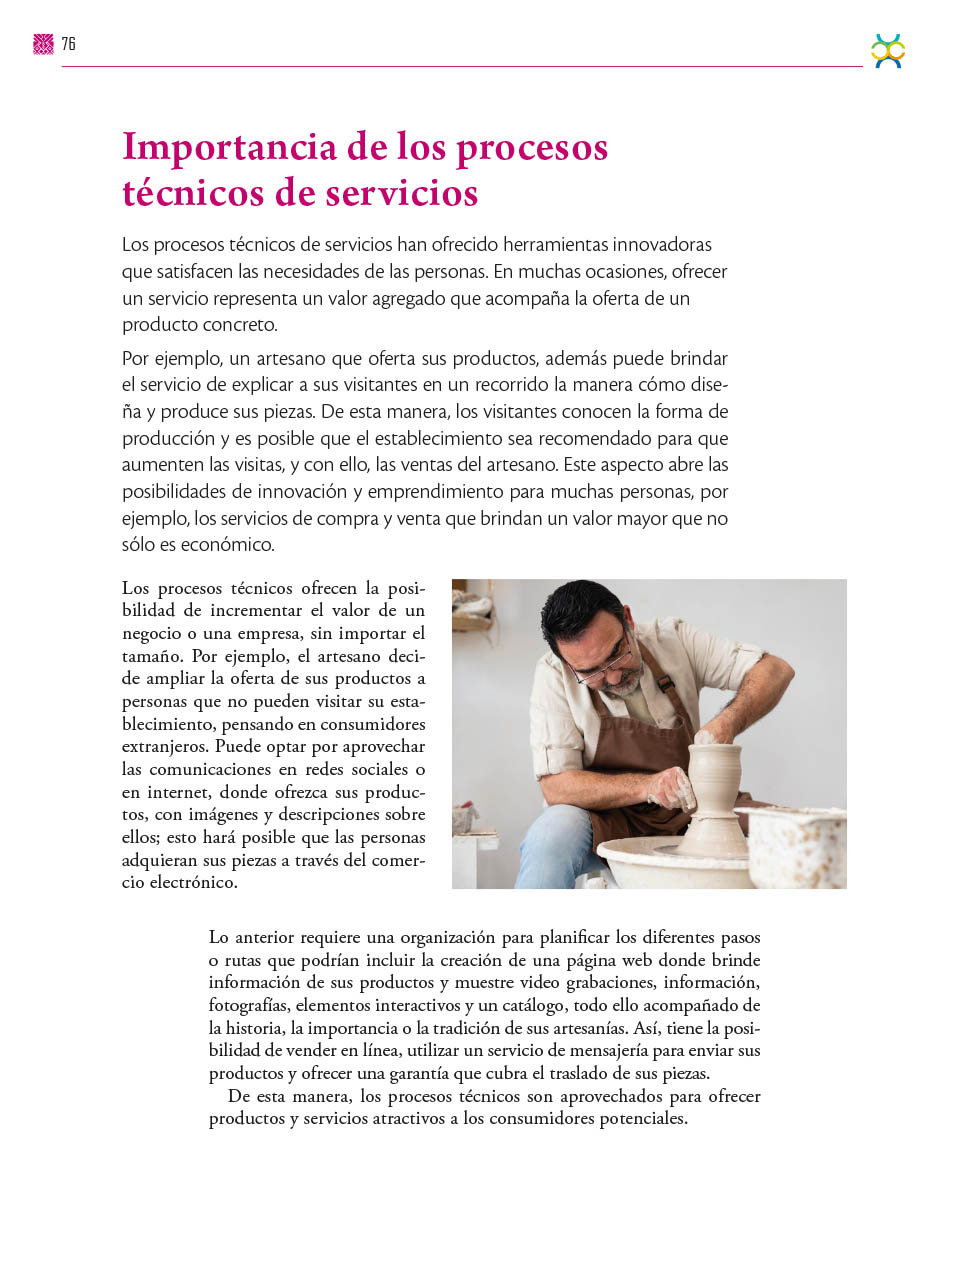 76
Importancia de los procesos
técnicos de servicios
Los procesos técnicos de servicios han ofrecido herramientas innovadoras
que satisfacen las necesidades de las personas. En muchas ocasiones, ofrecer
un servicio representa un valor agregado que acompaña la oferta de un
producto concreto.
Por ejemplo, un artesano que oferta sus productos, además puede brindar
el servicio de explicar a sus visitantes en un recorrido la manera cómo dise-
ña y produce sus piezas. De esta manera, los visitantes conocen la forma de
producción y es posible que el establecimiento sea recomendado para que
aumenten las visitas, y con ello, las ventas del artesano. Este aspecto abre las
posibilidades de innovación y emprendimiento para muchas personas, por
ejemplo, los servicios de compra y venta que brindan un valor mayor que no
sólo es económico.
Los procesos técnicos ofrecen la posi-
bilidad de incrementar el valor de un
negocio o una empresa, sin importar el
tamaño. Por ejemplo, el artesano deci-
de ampliar la oferta de sus productos a
personas que no pueden visitar su esta-
blecimiento, pensando en consumidores
extranjeros. Puede optar por aprovechar
las comunicaciones en redes sociales o
en internet, donde ofrezca sus produc-
tos, con imágenes y descripciones sobre
ellos; esto hará posible que las personas
adquieran sus piezas a través del comer-
cio electrónico.
Lo anterior requiere una organización para planificar los diferentes pasos
o rutas que podrían incluir la creación de una página web donde brinde
información de sus productos y muestre video grabaciones, información,
fotografías, elementos interactivos y un catálogo, todo ello acompañado de
la historia, la importancia o la tradición de sus artesanías. Así, tiene la posi-
bilidad de vender en línea, utilizar un servicio de mensajería para enviar sus
productos y ofrecer una garantía que cubra el traslado de sus piezas.
De esta manera, los procesos técnicos son aprovechados para ofrecer
productos y servicios atractivos a los consumidores potenciales.